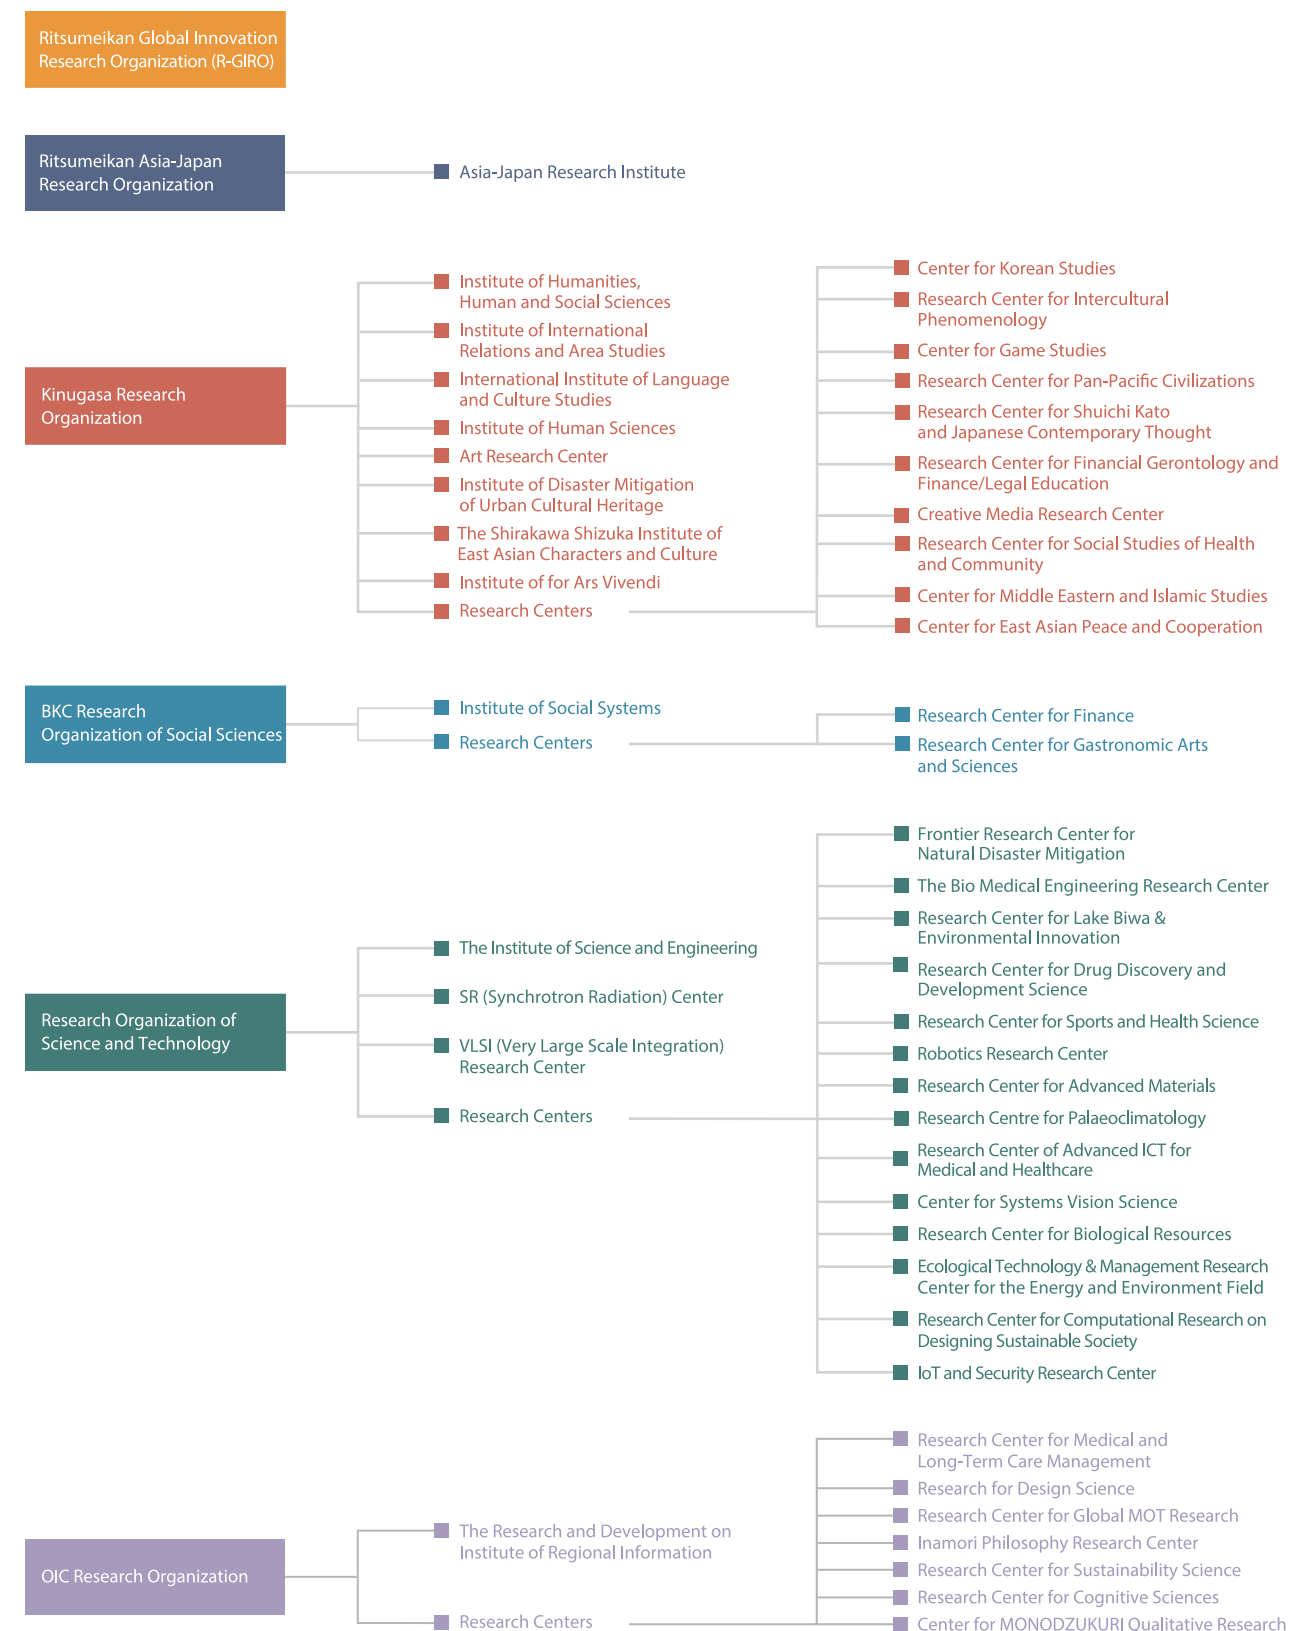 Ritsumeikan Global Innovation
Research Organization (R-GIRO)
Ritsumeikan Asia-Japan
Research Organization
Asia-Japan Research Institute
Kinugasa Research
Organization
Institute of Humanities,
Human and Social Sciences
Institute of International
Relations and Area Studies
International Institute of Language
and Culture Studies
Institute of Human Sciences
Art Research Center
Institute of Disaster Mitigation
of Urban Cultural Heritage
The Shirakawa Shizuka Institute of
East Asian Characters and Culture
Institute of for Ars Vivendi
Research Centers
Center for Korean Studies
Research Center for Intercultural
Phenomenology
Center for Game Studies
Research Center for Pan-Pacific Civilizations
Research Center for Shuichi Kato
and Japanese Contemporary Thought
Research Center for Financial Gerontology and
Finance/Legal Education
Creative Media Research Center
Research Center for Social Studies of Health
and Community
Center for Middle Eastern and Islamic Studies
Center for East Asian Peace and Cooperation
BKC Research
Organization of Social Sciences
Institute of Social Systems
Research Centers
Research Center for Finance
Research Center for Gastronomic Arts
and Sciences
Research Organization of
Science and Technology
The Institute of Science and Engineering
SR (Synchrotron Radiation) Center
VLSI (Very Large Scale Integration)
Research Center
Research Centers
Frontier Research Center for
Natural Disaster Mitigation
The Bio Medical Engineering Research Center
Research Center for Lake Biwa &
Environmental Innovation
Research Center for Drug Discovery and
Development Science
Research Center for Sports and Health Science
Robotics Research Center
Research Center for Advanced Materials
Research Centre for Palaeoclimatology
Research Center of Advanced ICT for
Medical and Healthcare
Center for Systems Vision Science
Research Center for Biological Resources
Ecological Technology & Management Research
Center for the Energy and Environment Field
Research Center for Computational Research on
Designing Sustainable Society
IoT and Security Research Center
OIC Research Organization
The Research and Development on
Institute of Regional Information
Research Centers
Research Center for Medical and
Long-Term Care Management
Research for Design Science
Research Center for Global MOT Research
Inamori Philosophy Research Center
Research Center for Sustainability Science
Research Center for Cognitive Sciences
Center for MONODZUKURI Qualitative Research